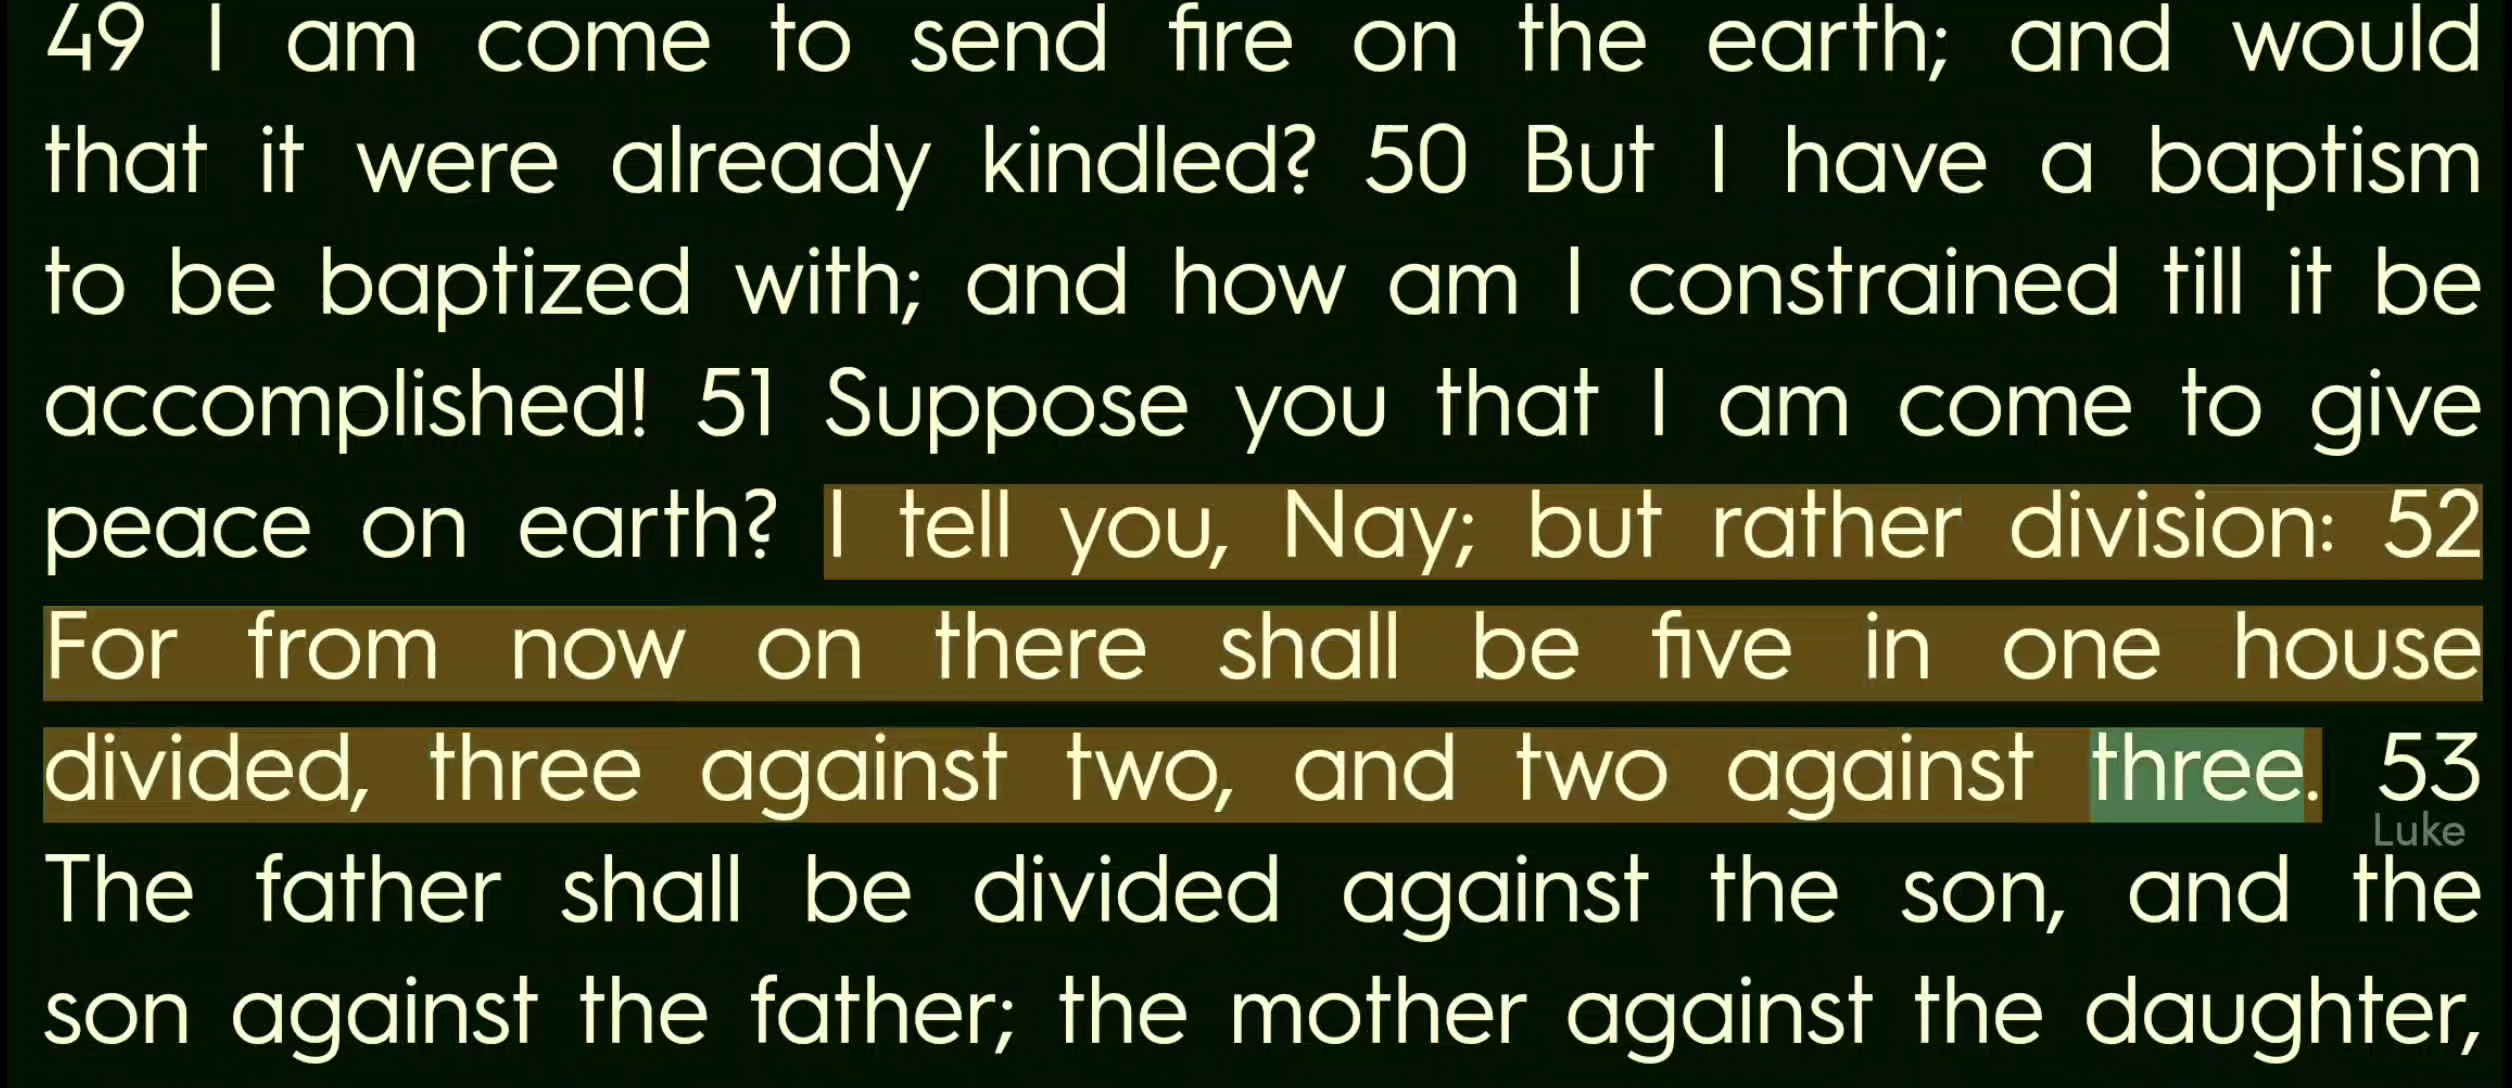 49 I am come to send fire on the earth; and would
that it were already kindled? 50 But I have a baptism
to be baptized with; and how am I constrained till it be
accomplished! 51 Suppose you that I am come to give
peace on earth? I tell you, Nay; but rather division: 52
For from now on there shall be five in one house
divided, three against two, and two against three. 53
Luke
The father shall be divided against the son, and the
son against the father; the mother against the daughter,